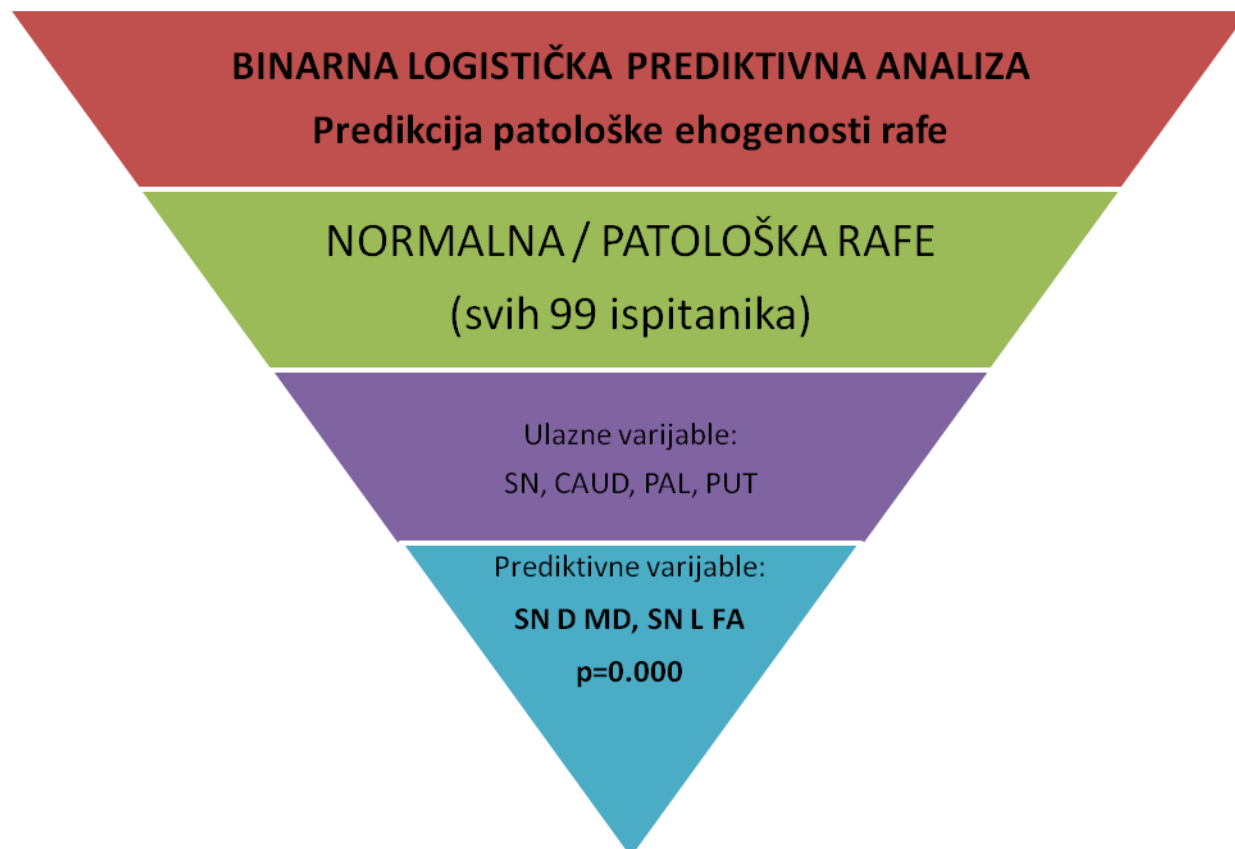 BINARNA LOGISTIČKA PREDIKTIVNA ANALIZA
Predikcija patološke ehogenosti rafe
NORMALNA / PATOLOŠKA RAFE
(svih 99 ispitanika)
Ulazne varijable:
SN, CAUD, PAL, PUT
Prediktivne varijable:
SN D MD, SN L FA
p=0.000